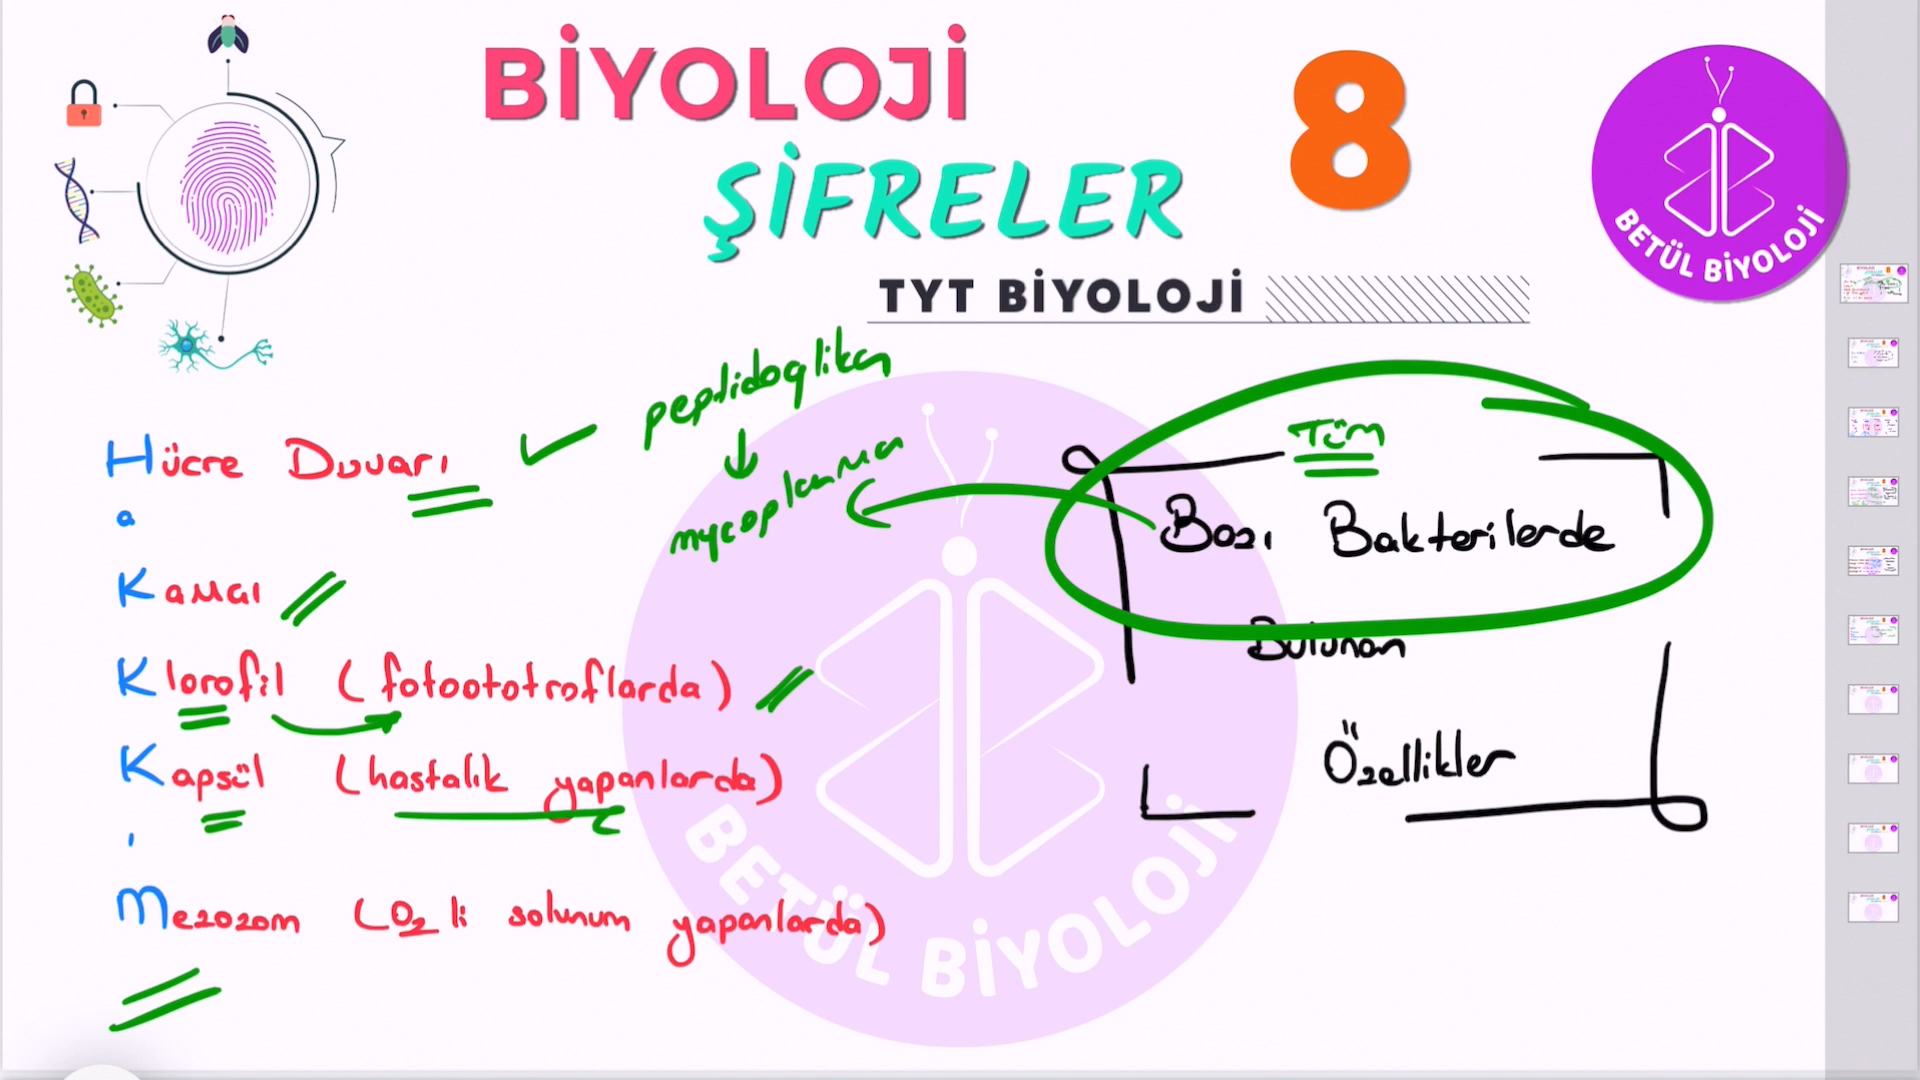 BİYOLOJİ
ŞİFRELER
8
TYT BİYOLOJİ
BETÜL BİYOLOJİ
peptidoglikan
↓
mycoplazma
Hücre Duvarı
a
Kamçı
Klorofil (fotoototroflarda)
Kapsül (hastalık yapanlarda)
ı
Mezozom (O₂ li solunum yapanlarda)
Tüm
Bazı Bakterilerde
Bulunan
Özellikler
BETÜL BİYOLOJİ